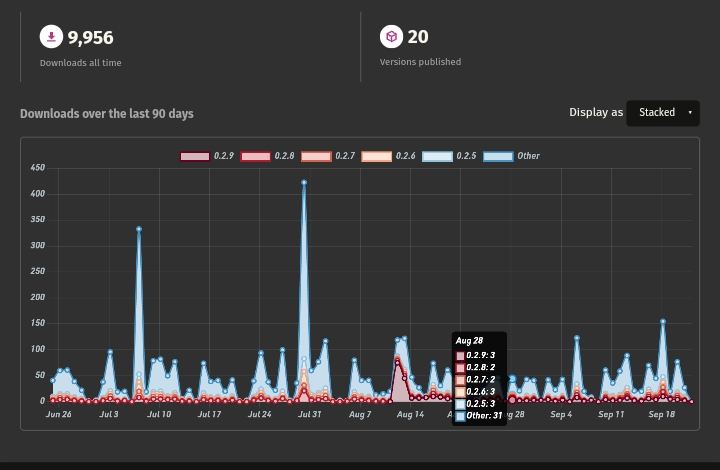 9,956
Downloads all time
20
Versions published
Downloads over the last 90 days
Display as
Stacked
0.2.9 0.2.8 0.2.7 0.2.6 0.2.5 Other
450
400
350
300
250
200
150
100
50
0
Aug 28
0.2.9: 3
0.2.8: 2
0.2.7: 2
0.2.6: 3
0.2.5: 3
Other: 31
Jun 26 Jul 3 Jul 10 Jul 17 Jul 24 Jul 31 Aug 7 Aug 14 28 Sep 4 Sep 11 Sep 18